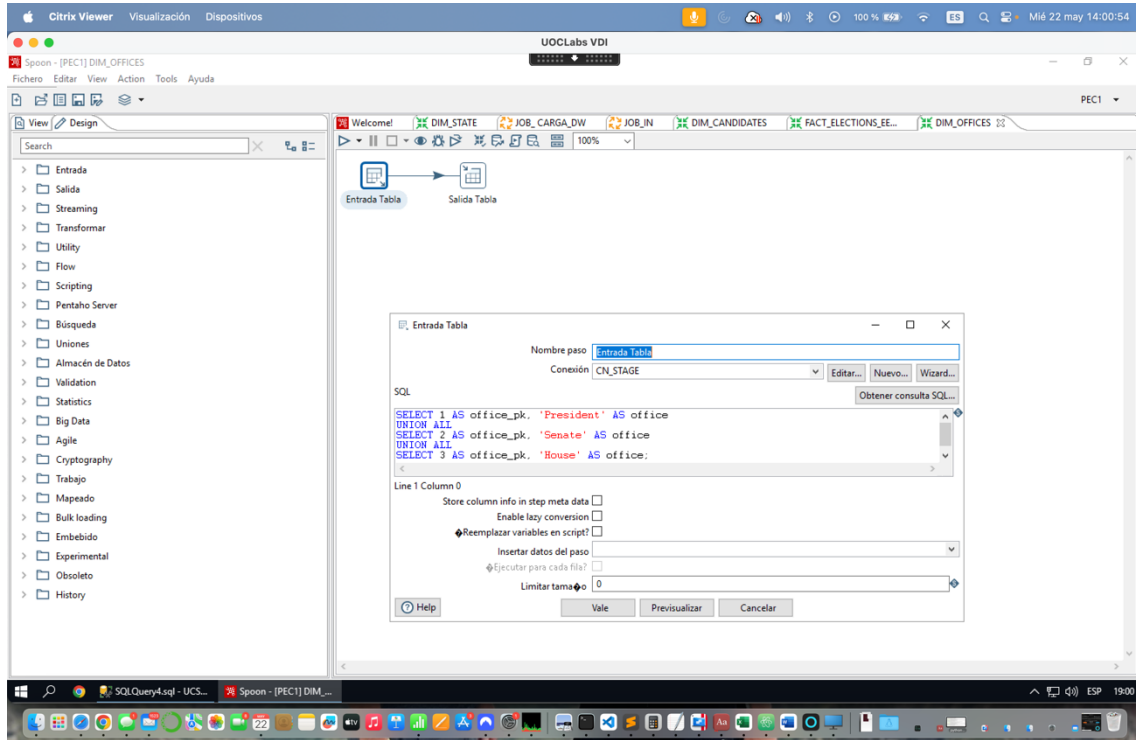 Citrix Viewer Visualización Dispositivos 100 % ES Mié 22 may 14:00:54
UOCLabs VDI
Spoon - [PEC1] DIM_OFFICES
Fichero Editar View Action Tools Ayuda
PEC1
View Design
Welcome! DIM_STATE JOB_ CARGA_DW JOB_IN DIM_CANDIDATES FACT_ELECTIONS_EE... DIM_OFFICES
Search
100%
Entrada
Salida
Streaming
Transformar
Utility
Flow
Scripting
Pentaho Server
Búsqueda
Uniones
Almacén de Datos
Validation
Statistics
Big Data
Agile
Cryptography
Trabajo
Mapeado
Bulk loading
Embebido
Experimental
Obsoleto
History
Entrada Tabla Salida Tabla
Entrada Tabla
Nombre paso Entrada Tabla
Conexión CN_STAGE Editar... Nuevo... Wizard...
SQL Obtener consulta SQL...
SELECT 1 AS office_pk, 'President' AS office
UNION ALL
SELECT 2 AS office_pk, 'Senate' AS office
UNION ALL
SELECT 3 AS office_pk, 'House' AS office;
Line 1 Column 0
Store column info in step meta data
Enable lazy conversion
�Reemplazar variables en script?
Insertar datos del paso
�Ejecutar para cada fila?
Limitar tama�o 0
Help Vale Previsualizar Cancelar
SQLQuery4.sql - UCS... Spoon - [PEC1] DIM_... ESP 19:00
22 tv